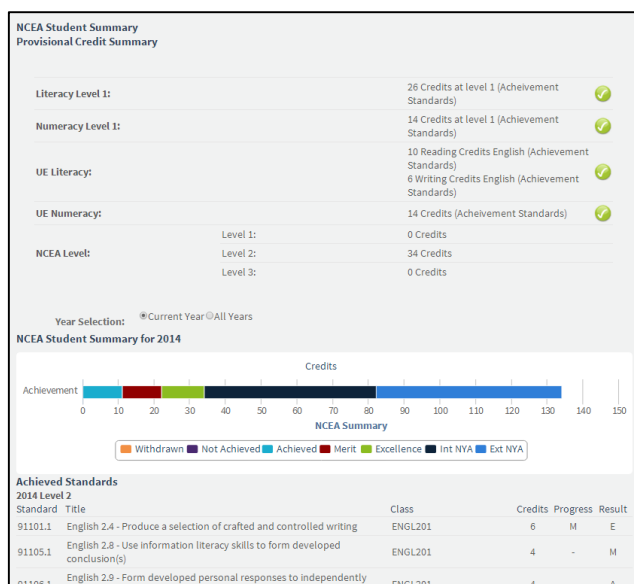 NCEA Student Summary
Provisional Credit Summary
Literacy Level 1:
26 Credits at level 1 (Acheivement
Standards)
Numeracy Level 1:
14 Credits at level 1 (Achievement
Standards)
UE Literacy:
10 Reading Credits English (Achievement
Standards)
6 Writing Credits English (Achievement
Standards)
UE Numeracy:
14 Credits (Acheivement Standards)
NCEA Level:
Level 1: 0 Credits
Level 2: 34 Credits
Level 3: 0 Credits
Year Selection: Current Year All Years
NCEA Student Summary for 2014
Credits
Achievement
0 10 20 30 40 50 60 70 80 90 100 110 120 130 140 150
NCEA Summary
Withdrawn Not Achieved Achieved Merit Excellence Int NYA Ext NYA
Achieved Standards
2014 Level 2
Standard Title Class Credits Progress Result
91101.1 English 2.4 - Produce a selection of crafted and controlled writing ENGL201 6 M E
91105.1 English 2.8 - Use information literacy skills to form developed
conclusion(s) ENGL201 4 - M
91106.1 English 2.9 - Form developed personal responses to independently ENGL201 4 - A